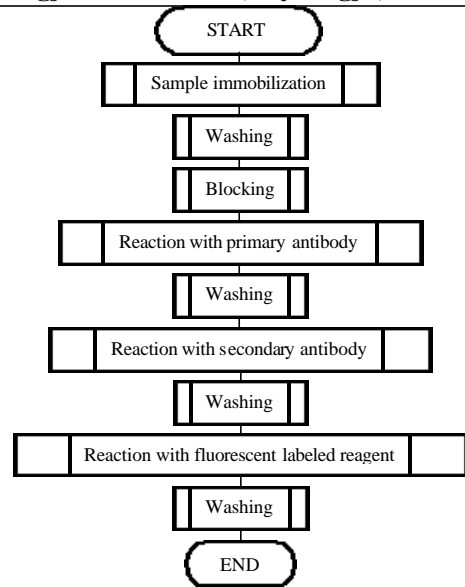 START
Sample immobilization
Washing
Blocking
Reaction with primary antibody
Washing
Reaction with secondary antibody
Washing
Reaction with fluorescent labeled reagent
Washing
END